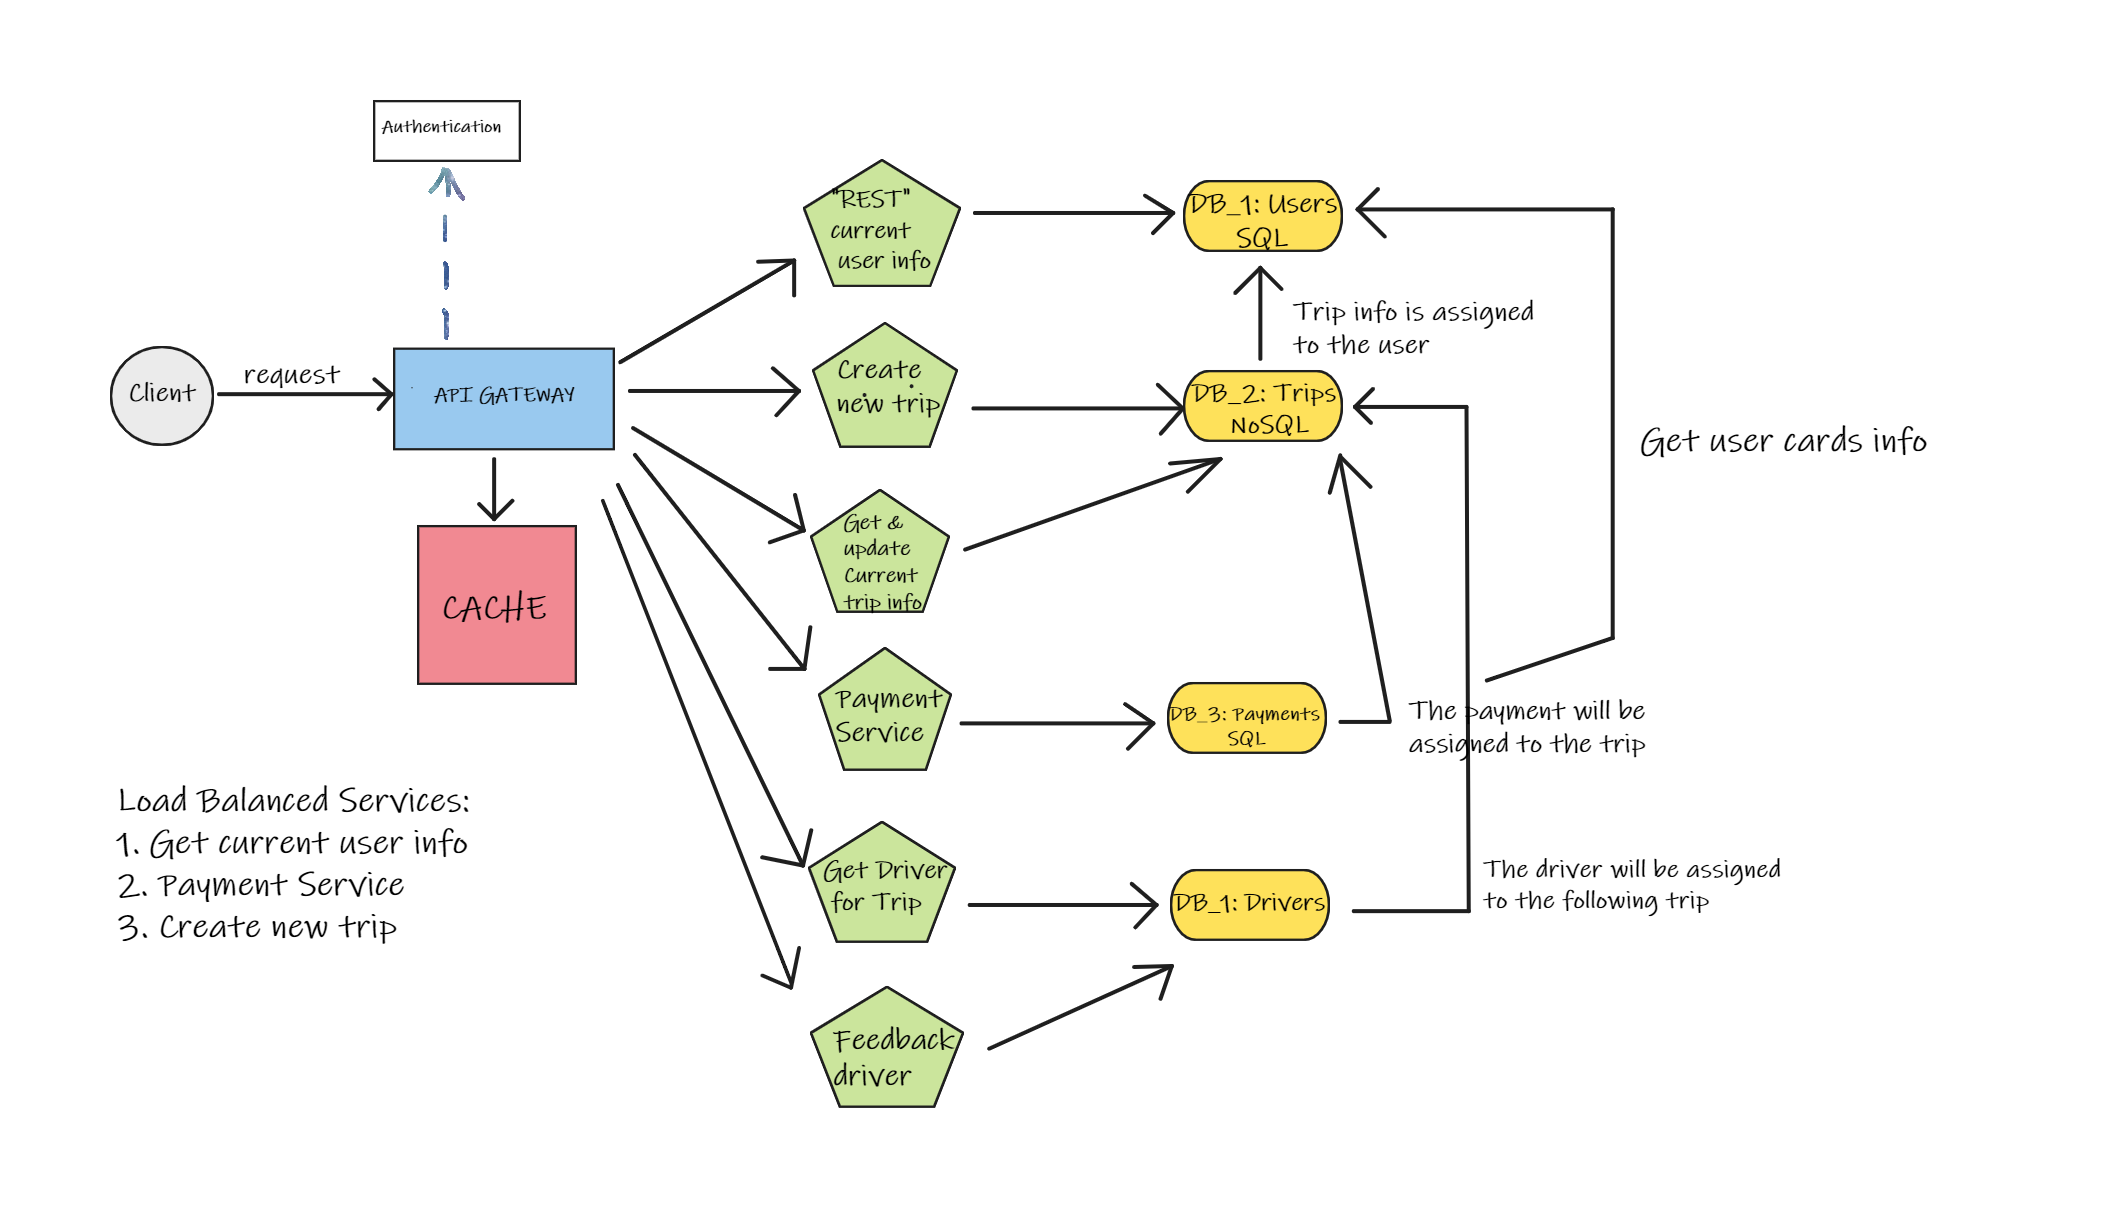 Authentication
Client
request
API GATEWAY
CACHE
Load Balanced Services:
1. Get current user info
2. Payment Service
3. Create new trip
"REST"
current
user info
Create
new trip
Get &
update
Current
trip info
Payment
Service
Get Driver
for Trip
Feedback
driver
DB_1: Users
SQL
Trip info is assigned
to the user
DB_2: Trips
NoSQL
Get user cards info
DB_3: Payments
SQL
The payment will be
assigned to the trip
DB_1: Drivers
The driver will be assigned
to the following trip